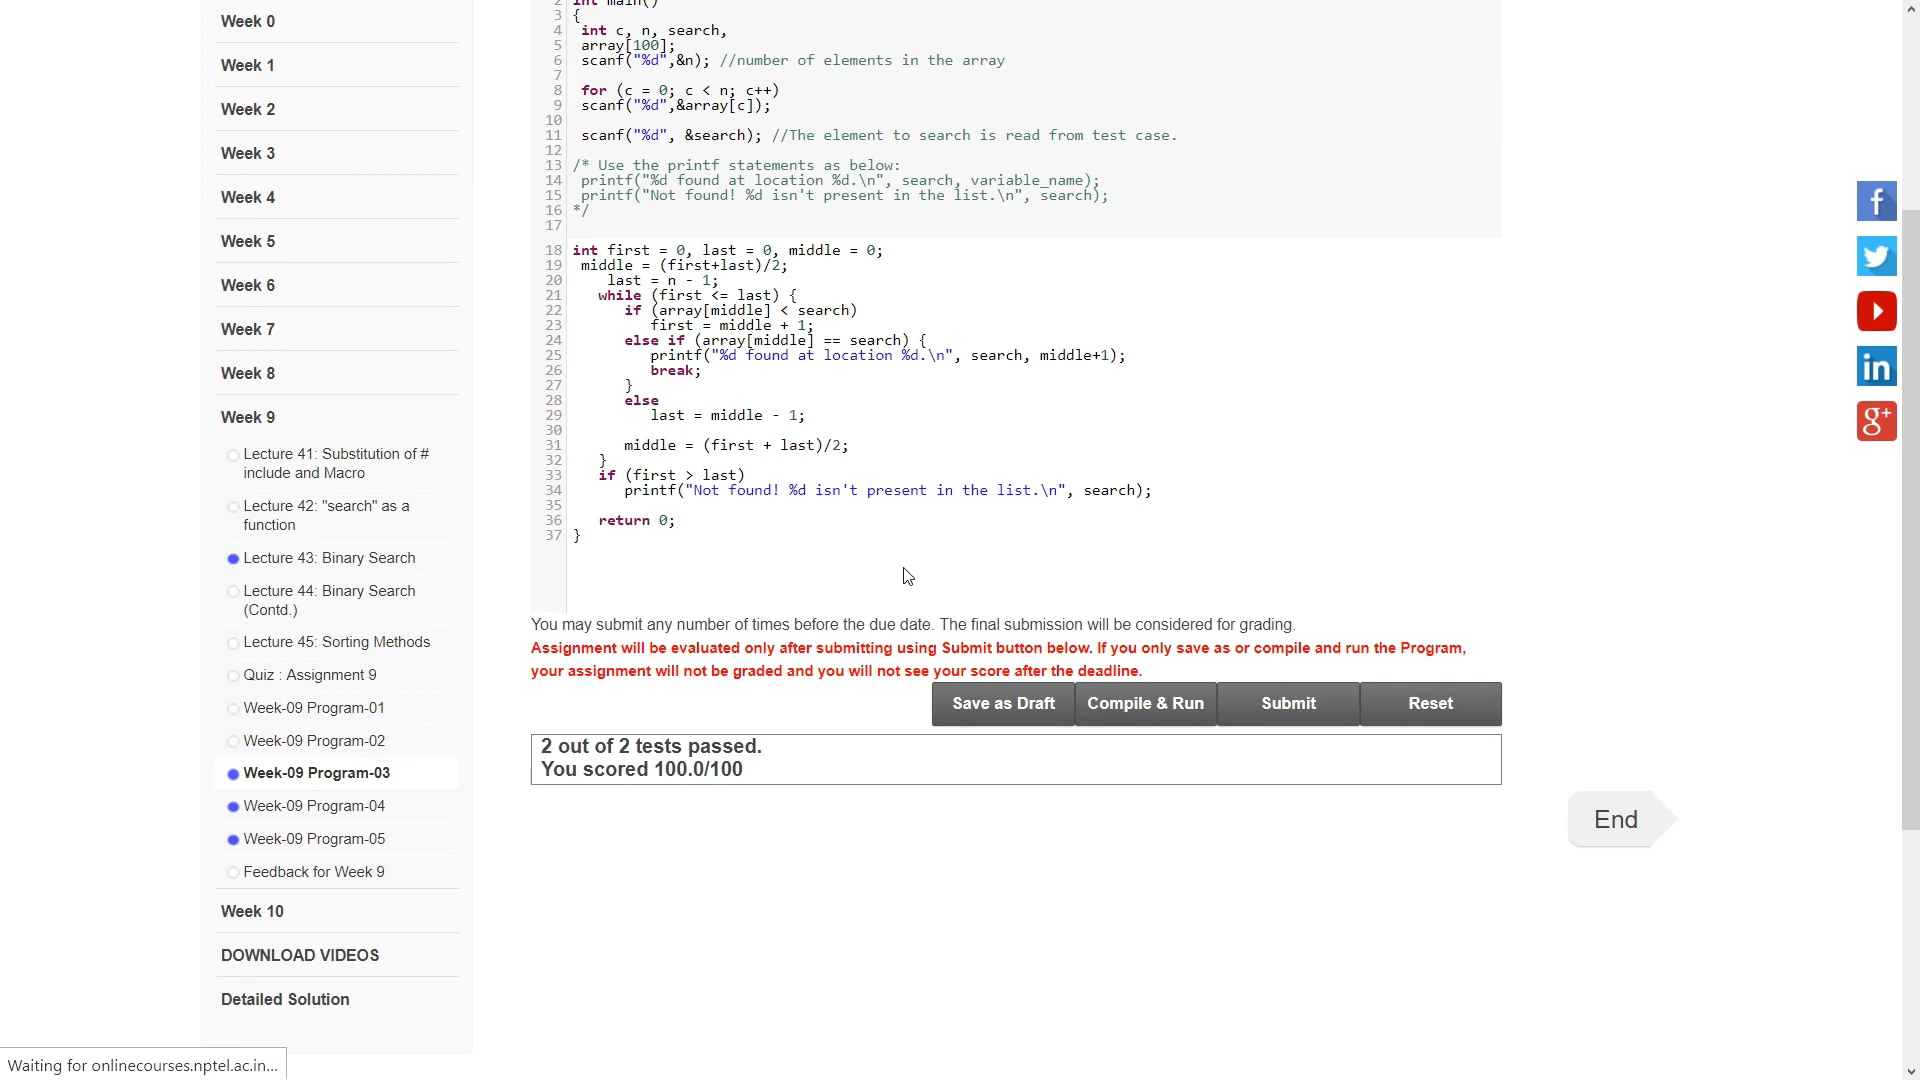 Week 0
Week 1
Week 2
Week 3
Week 4
Week 5
Week 6
Week 7
Week 8
Week 9
Lecture 41: Substitution of #
include and Macro
Lecture 42: "search" as a
function
Lecture 43: Binary Search
Lecture 44: Binary Search
(Contd.)
Lecture 45: Sorting Methods
Quiz : Assignment 9
Week-09 Program-01
Week-09 Program-02
Week-09 Program-03
Week-09 Program-04
Week-09 Program-05
Feedback for Week 9
Week 10
DOWNLOAD VIDEOS
Detailed Solution
2 int main()
3 {
4 int c, n, search,
5 array[100];
6 scanf("%d",&n); //number of elements in the array
7
8 for (c = 0; c < n; c++)
9 scanf("%d",&array[c]);
10
11 scanf("%d", &search); //The element to search is read from test case.
12
13 /* Use the printf statements as below:
14 printf("%d found at location %d.\n", search, variable_name);
15 printf("Not found! %d isn't present in the list.\n", search);
16 */
17
18 int first = 0, last = 0, middle = 0;
19 middle = (first+last)/2;
20 last = n - 1;
21 while (first <= last) {
22 if (array[middle] < search)
23 first = middle + 1;
24 else if (array[middle] == search) {
25 printf("%d found at location %d.\n", search, middle+1);
26 break;
27 }
28 else
29 last = middle - 1;
30
31 middle = (first + last)/2;
32 }
33 if (first > last)
34 printf("Not found! %d isn't present in the list.\n", search);
35
36 return 0;
37 }
You may submit any number of times before the due date. The final submission will be considered for grading.
Assignment will be evaluated only after submitting using Submit button below. If you only save as or compile and run the Program,
your assignment will not be graded and you will not see your score after the deadline.
Save as Draft Compile & Run Submit Reset
2 out of 2 tests passed.
You scored 100.0/100
End
f
in
g+
Waiting for onlinecourses.nptel.ac.in...